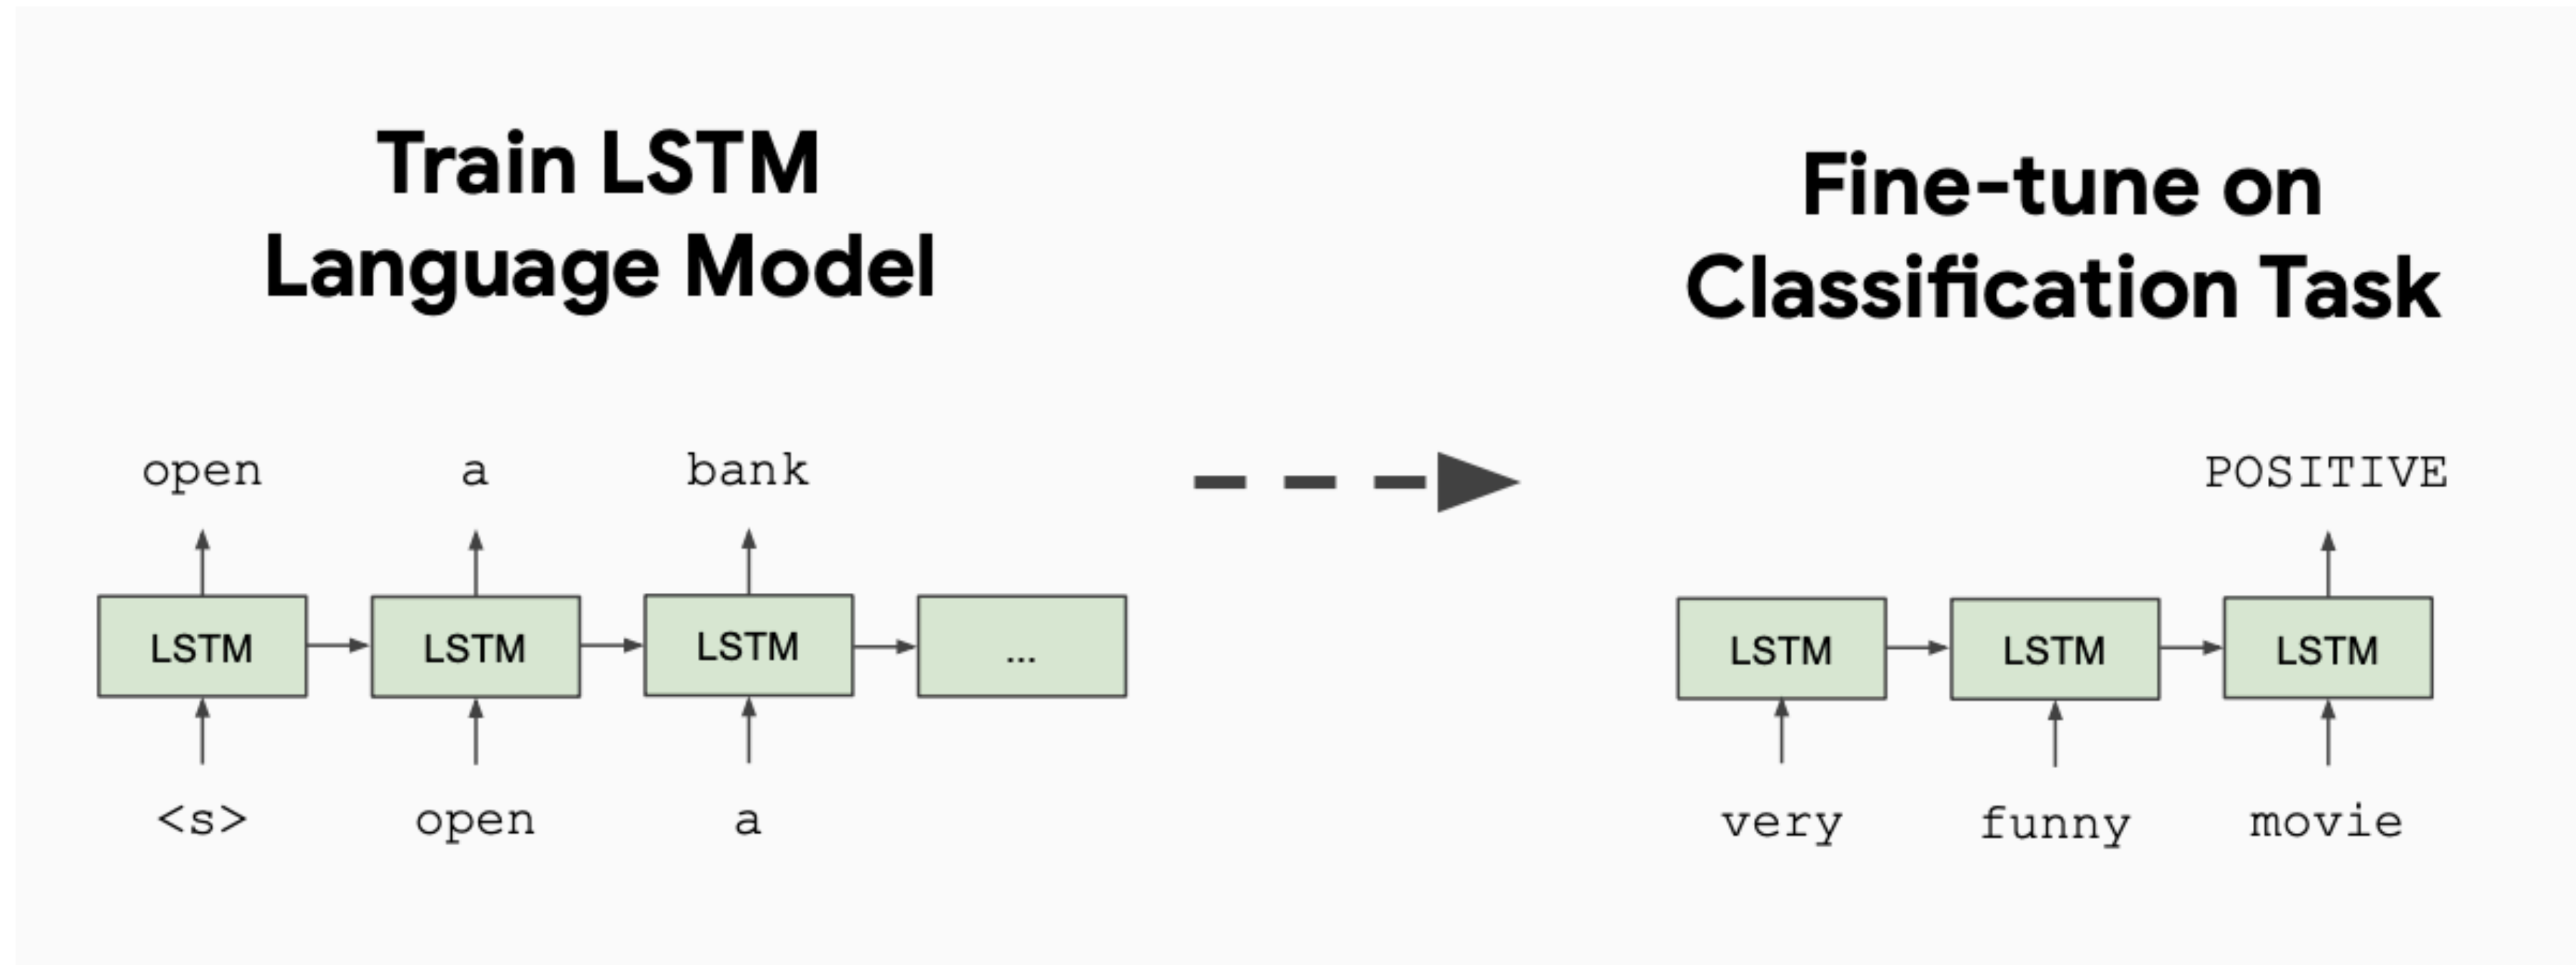 Train LSTM
Language Model
open a bank
LSTM LSTM LSTM ...
<s> open a
Fine-tune on
Classification Task
POSITIVE
LSTM LSTM LSTM
very funny movie